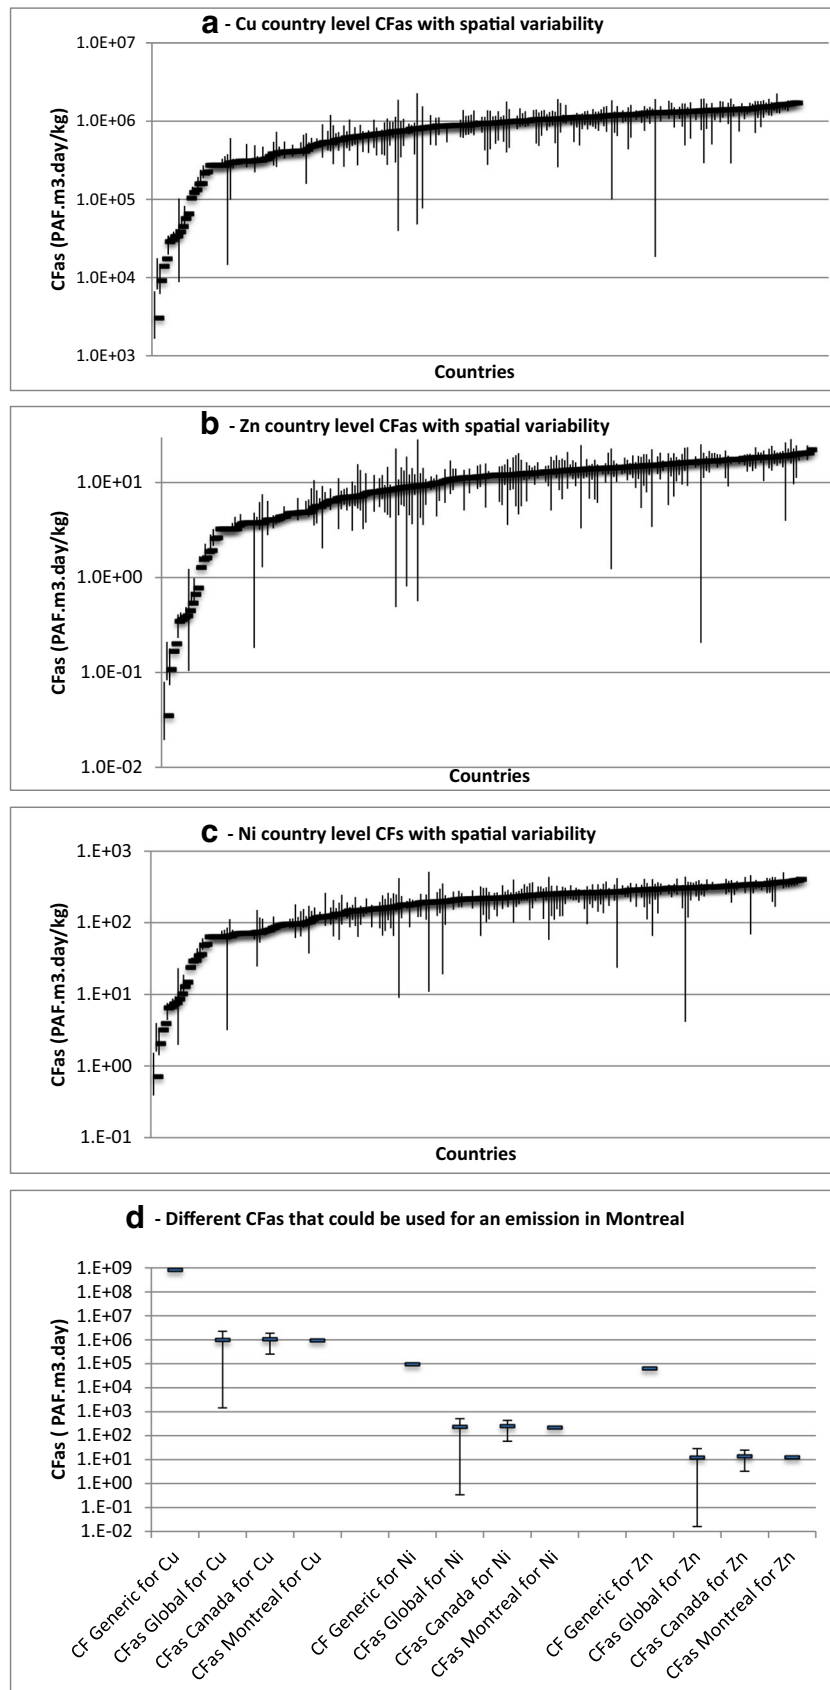 a - Cu country level CFas with spatial variability
1.0E+07
1.0E+06
1.0E+05
1.0E+04
1.0E+03
CFas (PAF.m3.day/kg)
Countries
b - Zn country level CFas with spatial variability
1.0E+01
1.0E+00
1.0E-01
1.0E-02
CFas (PAF.m3.day/kg)
Countries
c - Ni country level CFs with spatial variability
1.E+03
1.E+02
1.E+01
1.E+00
1.E-01
CFas (PAF.m3.day/kg)
Countries
d - Different CFas that could be used for an emission in Montreal
1.E+09
1.E+08
1.E+07
1.E+06
1.E+05
1.E+04
1.E+03
1.E+02
1.E+01
1.E+00
1.E-01
1.E-02
CFas ( PAF.m3.day)
CF Generic for Cu
CFas Global for Cu
CFas Canada for Cu
CFas Montreal for Cu
CF Generic for Ni
CFas Global for Ni
CFas Canada for Ni
CFas Montreal for Ni
CF Generic for Zn
CFas Global for Zn
CFas Canada for Zn
CFas Montreal for Zn